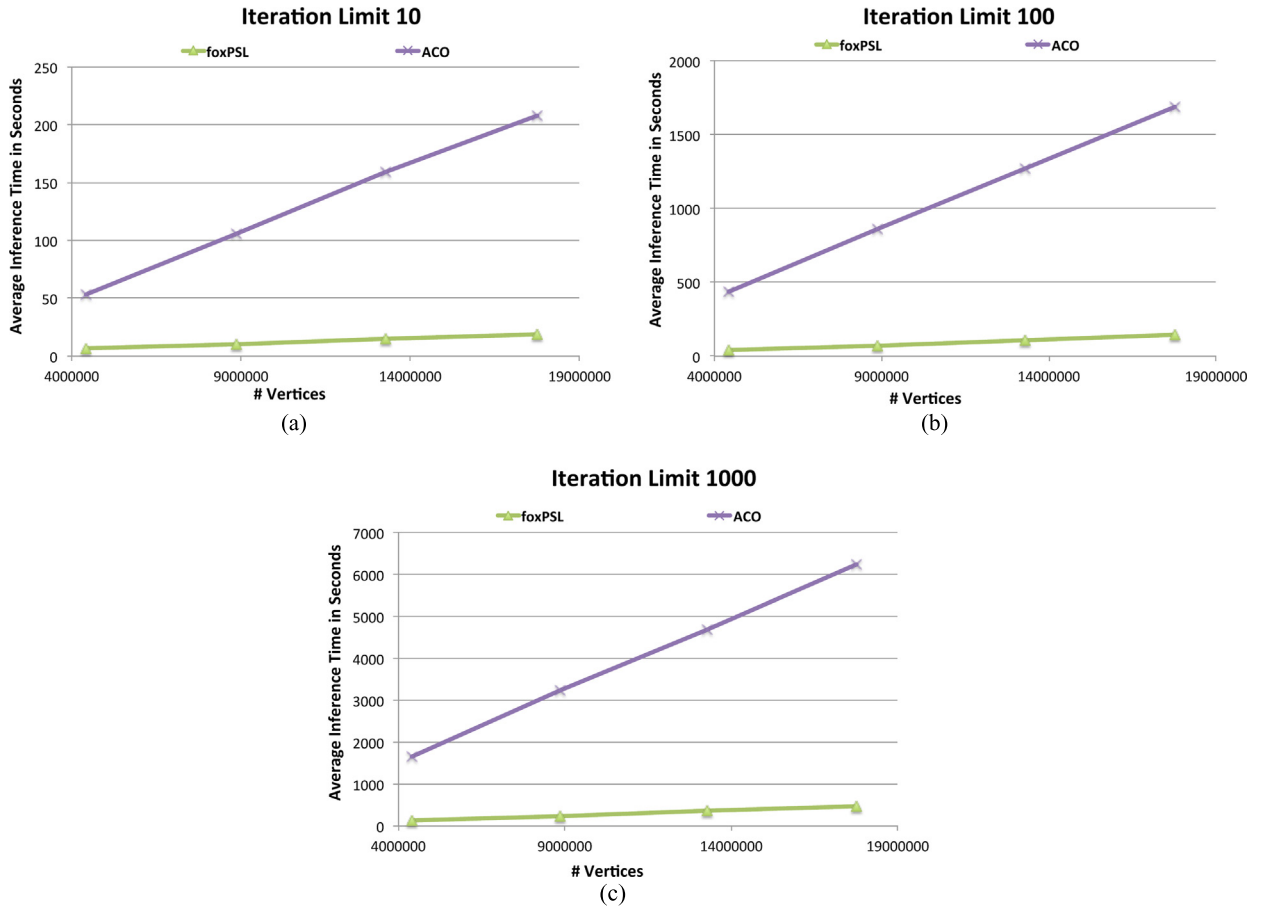 Iteration Limit 10
foxPSL
ACO
Average Inference Time in Seconds
250
200
150
100
50
0
4000000 9000000 14000000 19000000
# Vertices
(a)
Iteration Limit 100
foxPSL
ACO
Average Inference Time in Seconds
2000
1500
1000
500
0
4000000 9000000 14000000 19000000
# Vertices
(b)
Iteration Limit 1000
foxPSL
ACO
Average Inference Time in Seconds
7000
6000
5000
4000
3000
2000
1000
0
4000000 9000000 14000000 19000000
# Vertices
(c)